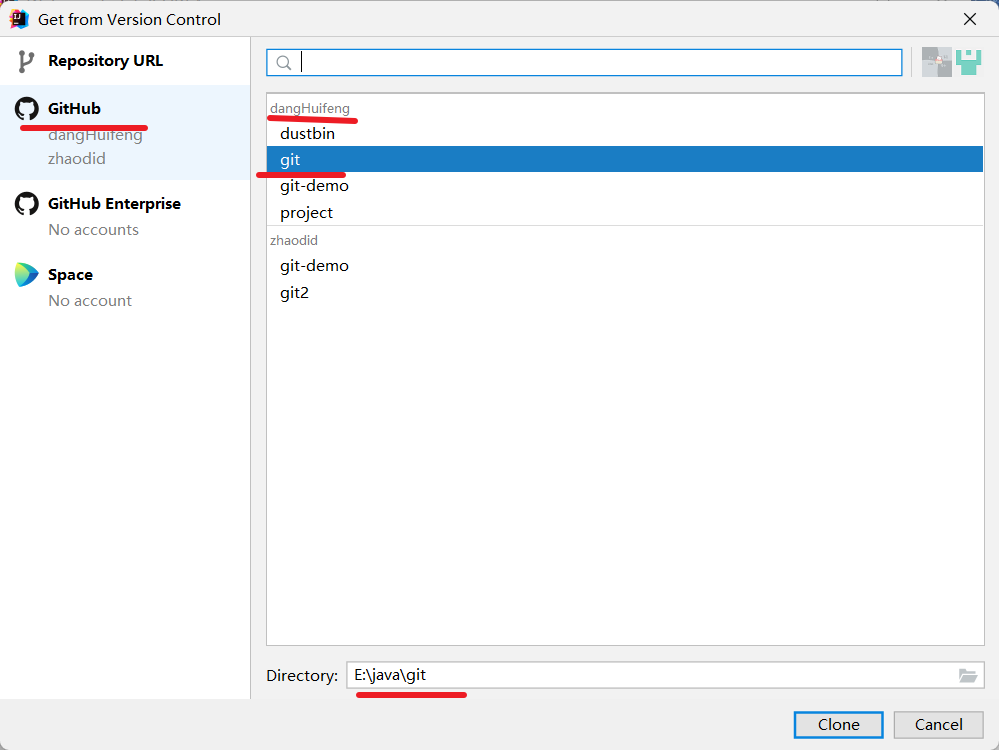 Get from Version Control
Repository URL
GitHub
dangHuifeng
zhaodid
GitHub Enterprise
No accounts
Space
No account
dangHuifeng
dustbin
git
git-demo
project
zhaodid
git-demo
git2
Directory: E:\java\git
Clone Cancel